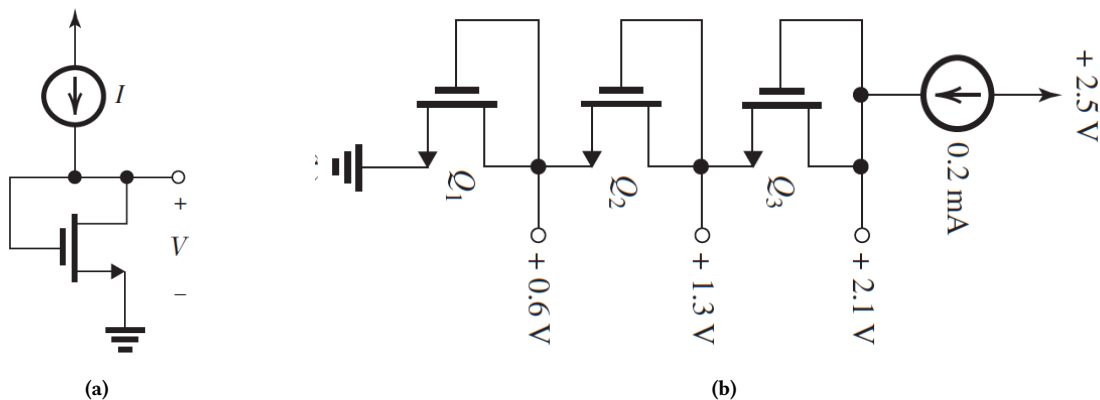 I
+
V
−
(a)
Q1
Q2
Q3
+ 0.6 V
+ 1.3 V
+ 2.1 V
0.2 mA
+ 2.5 V
(b)